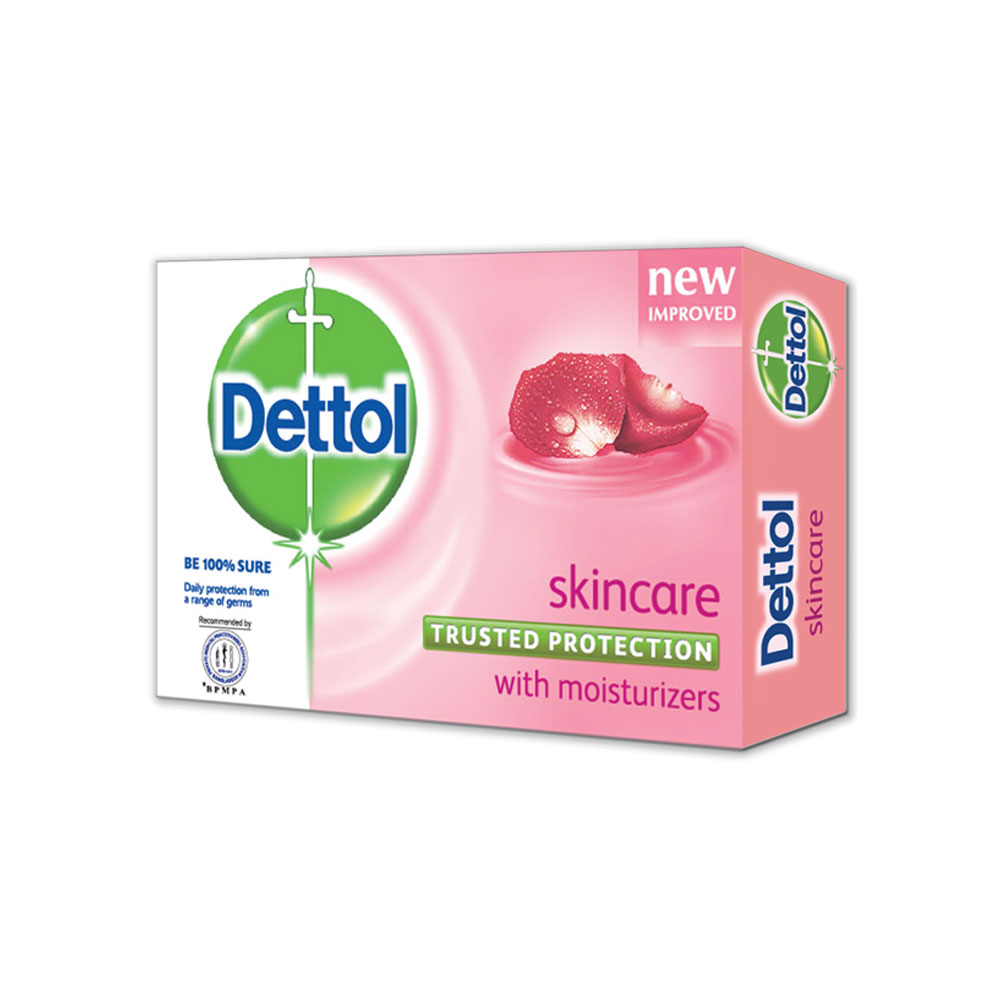 new
IMPROVED
Dettol
BE 100% SURE
Daily protection from
a range of germs
Recommended by
*BPMPA
skincare
TRUSTED PROTECTION
with moisturizers
Dettol
Dettol
skincare